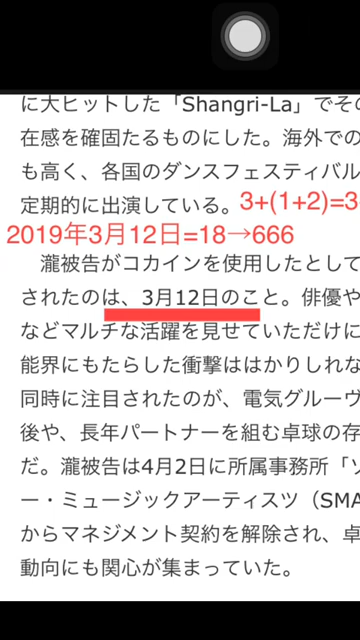 に大ヒットした「Shangri-La」でその
在感を確固たるものにした。海外での
も高く、各国のダンスフェスティバル
定期的に出演している。
3+(1+2)=3
2019年3月12日=18→666
瀧被告がコカインを使用したとして
されたのは、3月12日のこと。俳優や
などマルチな活躍を見せていただけに
能界にもたらした衝撃ははかりしれな
同時に注目されたのが、電気グルーヴ
後や、長年パートナーを組む卓球の存
だ。瀧被告は4月2日に所属事務所「ソ
ー・ミュージックアーティスツ（SMA
からマネジメント契約を解除され、卓
動向にも関心が集まっていた。